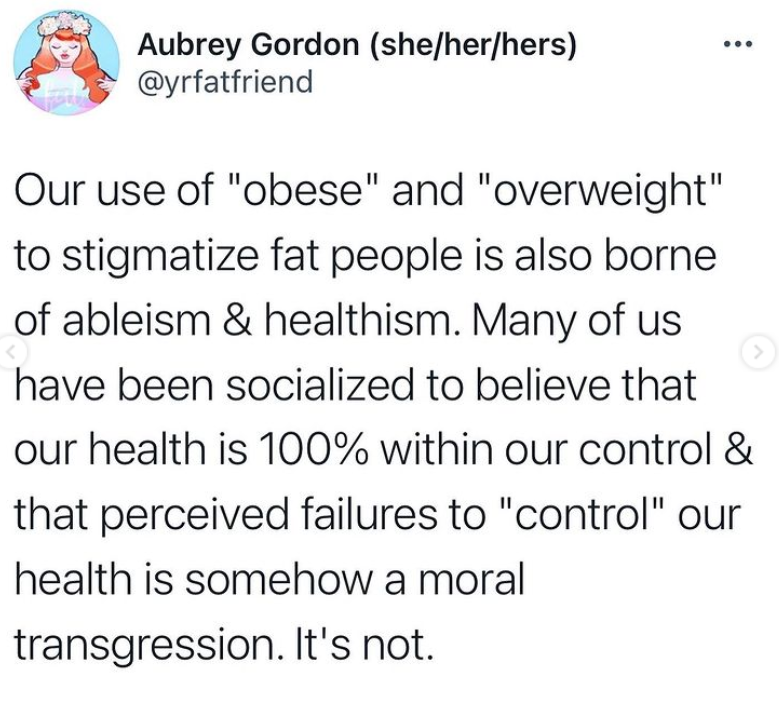 Aubrey Gordon (she/her/hers)
@yrfatfriend
Our use of "obese" and "overweight"
to stigmatize fat people is also borne
of ableism & healthism. Many of us
have been socialized to believe that
our health is 100% within our control &
that perceived failures to "control" our
health is somehow a moral
transgression. It's not.